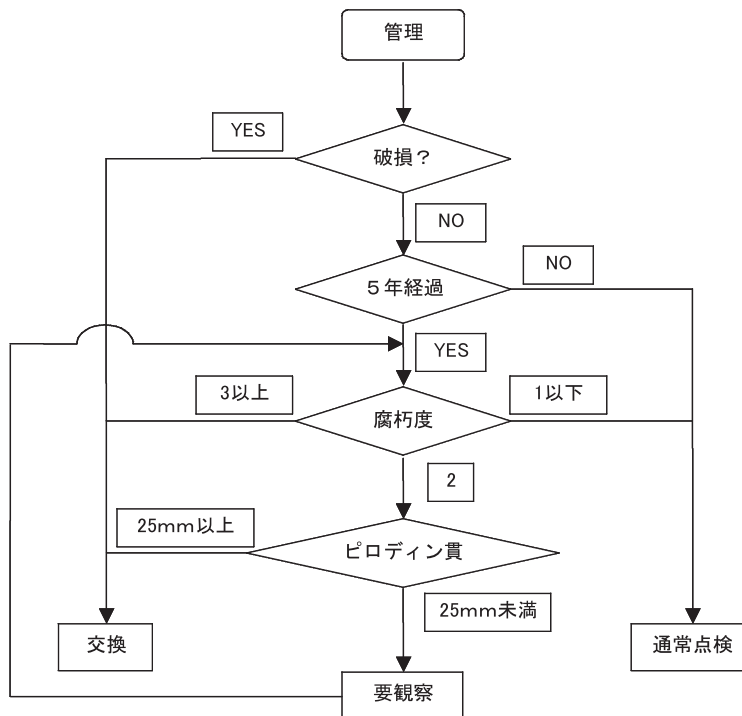 管理
YES
破損？
NO
５年経過
NO
YES
3以上
腐朽度
1以下
2
25mm以上
ピロディン貫
25mm未満
交換
通常点検
要観察